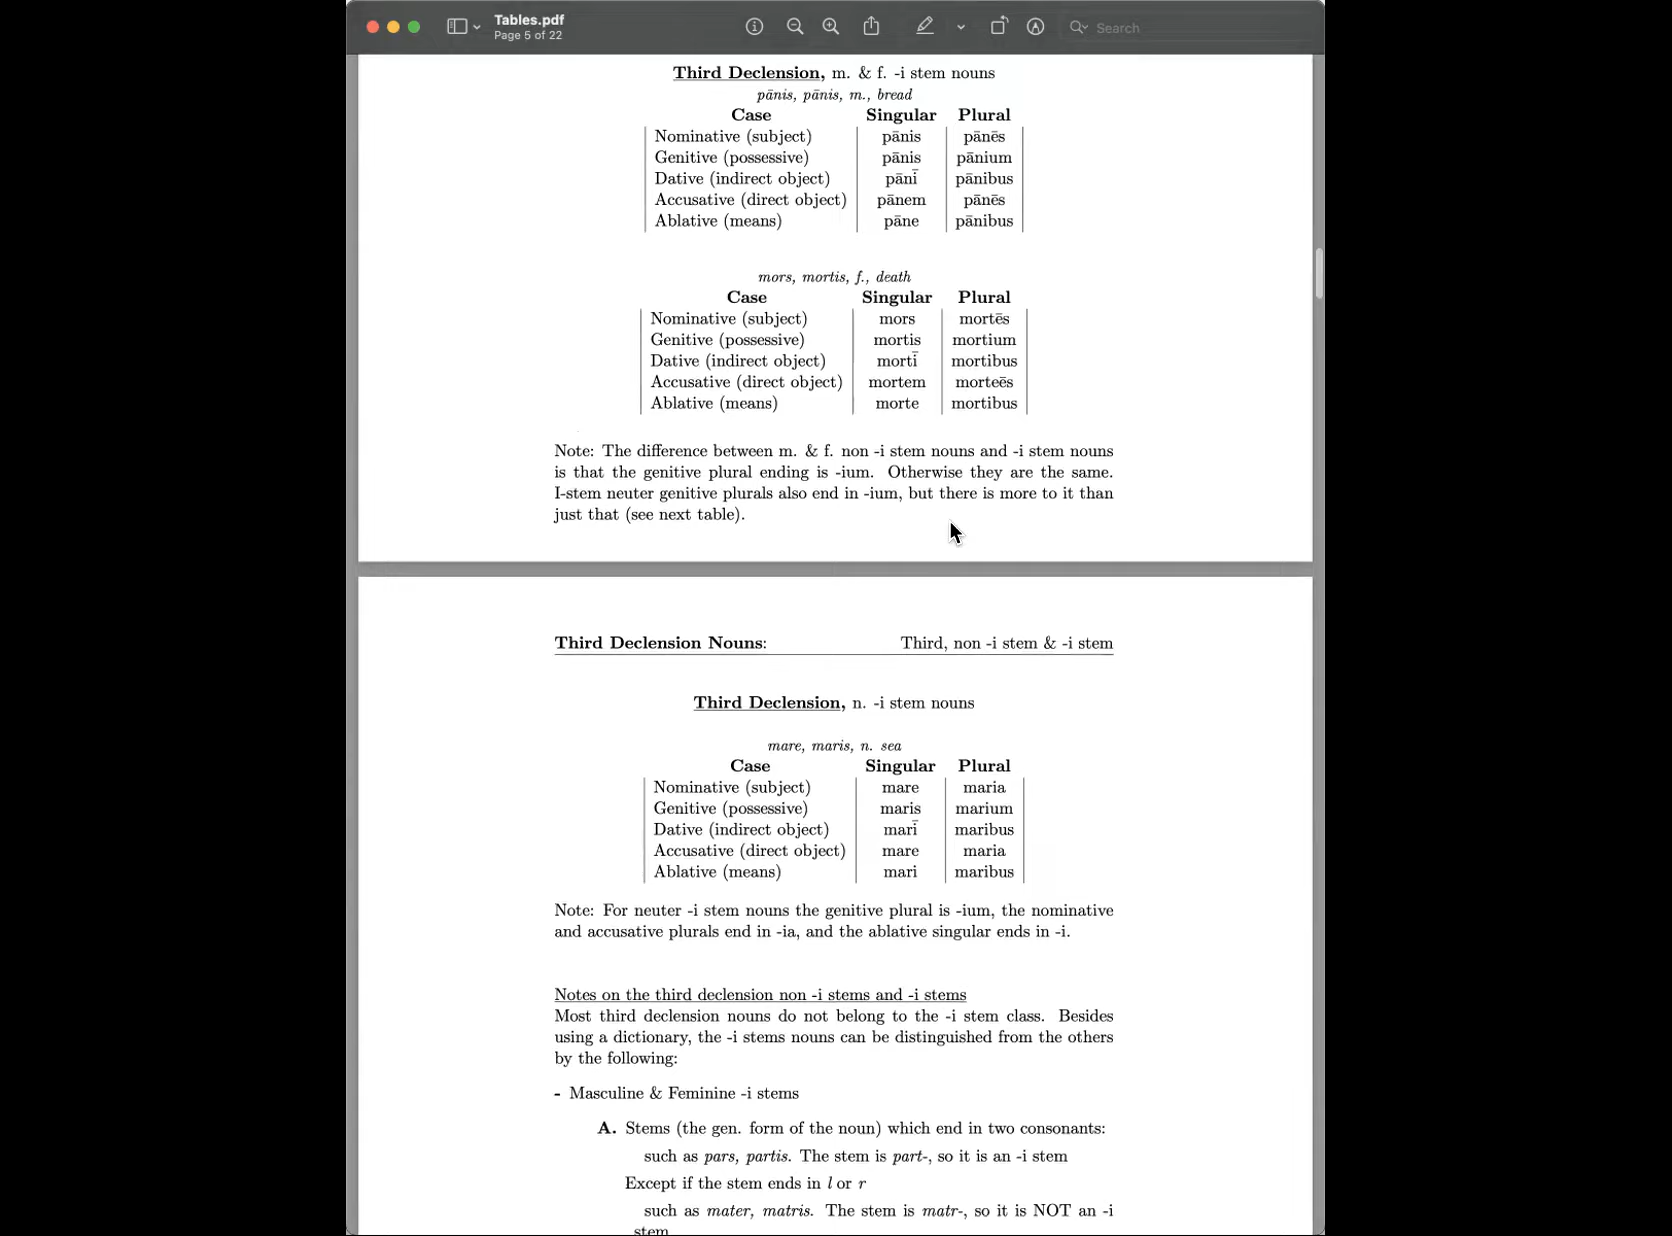 Tables.pdf
Page 5 of 22
Search
Third Declension, m. & f. -i stem nouns
pānis, pānis, m., bread
Case Singular Plural
Nominative (subject) pānis pānēs
Genitive (possessive) pānis pānium
Dative (indirect object) pānī pānibus
Accusative (direct object) pānem pānēs
Ablative (means) pāne pānibus
mors, mortis, f., death
Case Singular Plural
Nominative (subject) mors mortēs
Genitive (possessive) mortis mortium
Dative (indirect object) mortī mortibus
Accusative (direct object) mortem morteēs
Ablative (means) morte mortibus
Note: The difference between m. & f. non -i stem nouns and -i stem nouns
is that the genitive plural ending is -ium. Otherwise they are the same.
I-stem neuter genitive plurals also end in -ium, but there is more to it than
just that (see next table).
Third Declension Nouns: Third, non -i stem & -i stem
Third Declension, n. -i stem nouns
mare, maris, n. sea
Case Singular Plural
Nominative (subject) mare maria
Genitive (possessive) maris marium
Dative (indirect object) marī maribus
Accusative (direct object) mare maria
Ablative (means) mari maribus
Note: For neuter -i stem nouns the genitive plural is -ium, the nominative
and accusative plurals end in -ia, and the ablative singular ends in -i.
Notes on the third declension non -i stems and -i stems
Most third declension nouns do not belong to the -i stem class. Besides
using a dictionary, the -i stems nouns can be distinguished from the others
by the following:
- Masculine & Feminine -i stems
A. Stems (the gen. form of the noun) which end in two consonants:
such as pars, partis. The stem is part-, so it is an -i stem
Except if the stem ends in l or r
such as mater, matris. The stem is matr-, so it is NOT an -i
stem